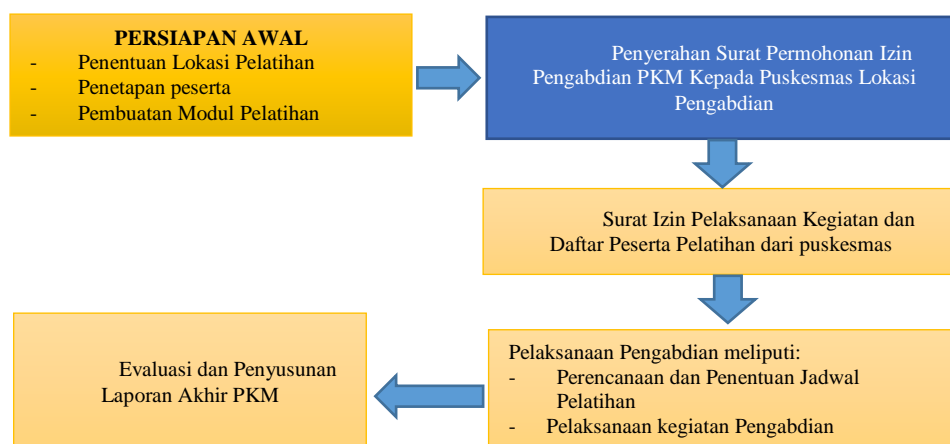 PERSIAPAN AWAL
- Penentuan Lokasi Pelatihan
- Penetapan peserta
- Pembuatan Modul Pelatihan
Penyerahan Surat Permohonan Izin
Pengabdian PKM Kepada Puskesmas Lokasi
Pengabdian
Surat Izin Pelaksanaan Kegiatan dan
Daftar Peserta Pelatihan dari puskesmas
Pelaksanaan Pengabdian meliputi:
- Perencanaan dan Penentuan Jadwal
Pelatihan
- Pelaksanaan kegiatan Pengabdian
Evaluasi dan Penyusunan
Laporan Akhir PKM